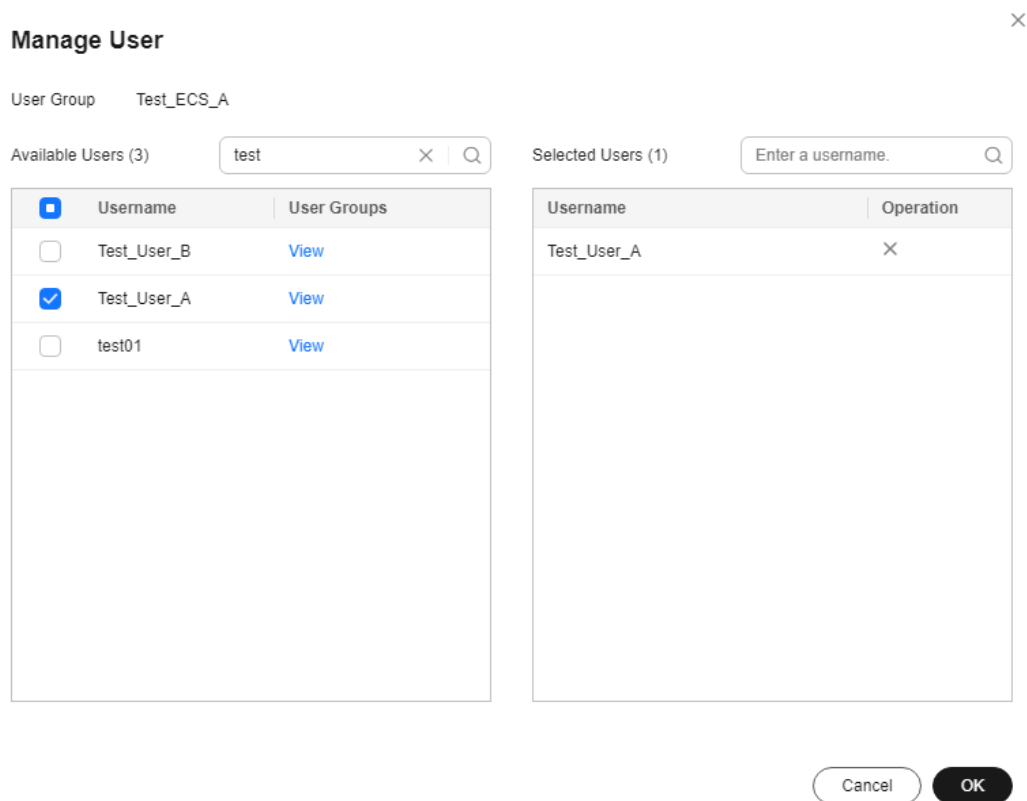 Manage User
User Group Test_ECS_A
Available Users (3) test
Selected Users (1) Enter a username.
Username User Groups
Test_User_B View
Test_User_A View
test01 View
Username Operation
Test_User_A
Cancel OK